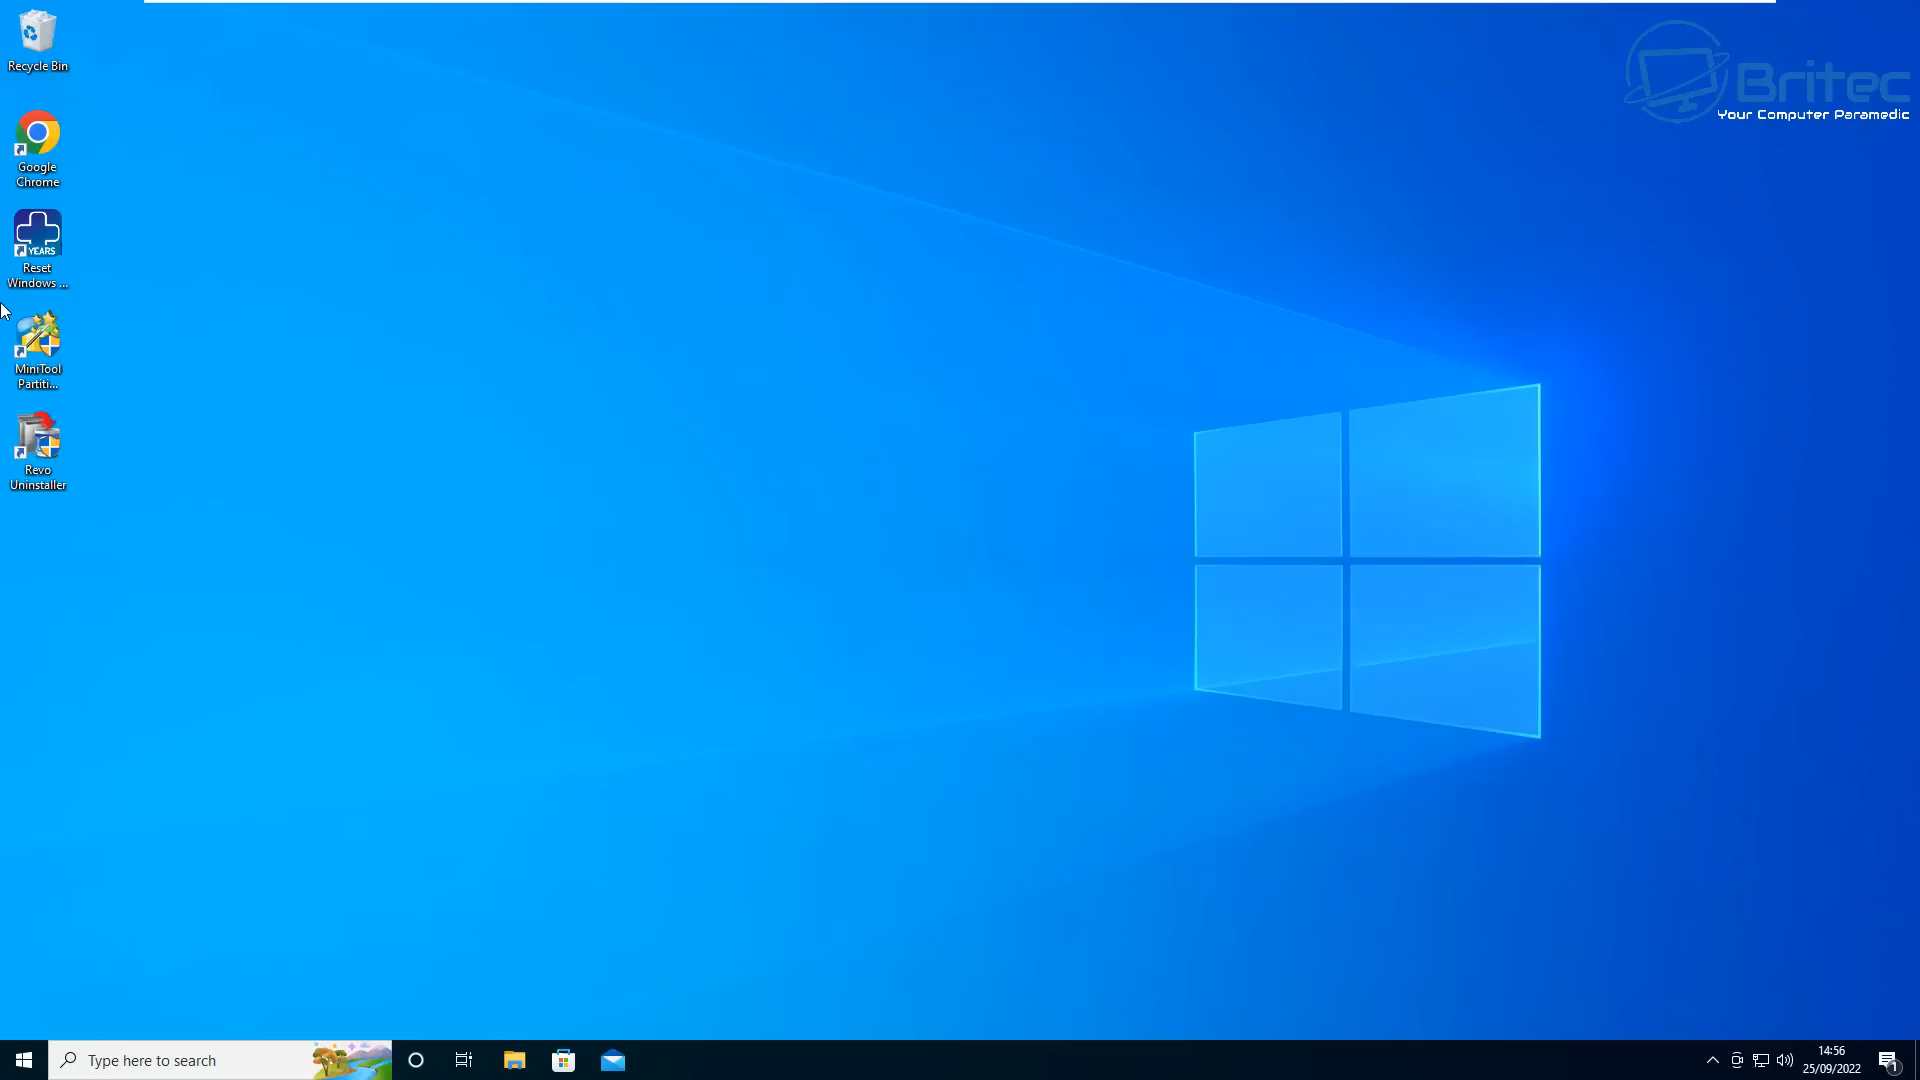 Recycle Bin
Google
Chrome
YEARS
Reset
Windows ...
MiniTool
Partiti...
Revo
Uninstaller
Britec
Your Computer Paramedic
Type here to search
14:56
25/09/2022
1